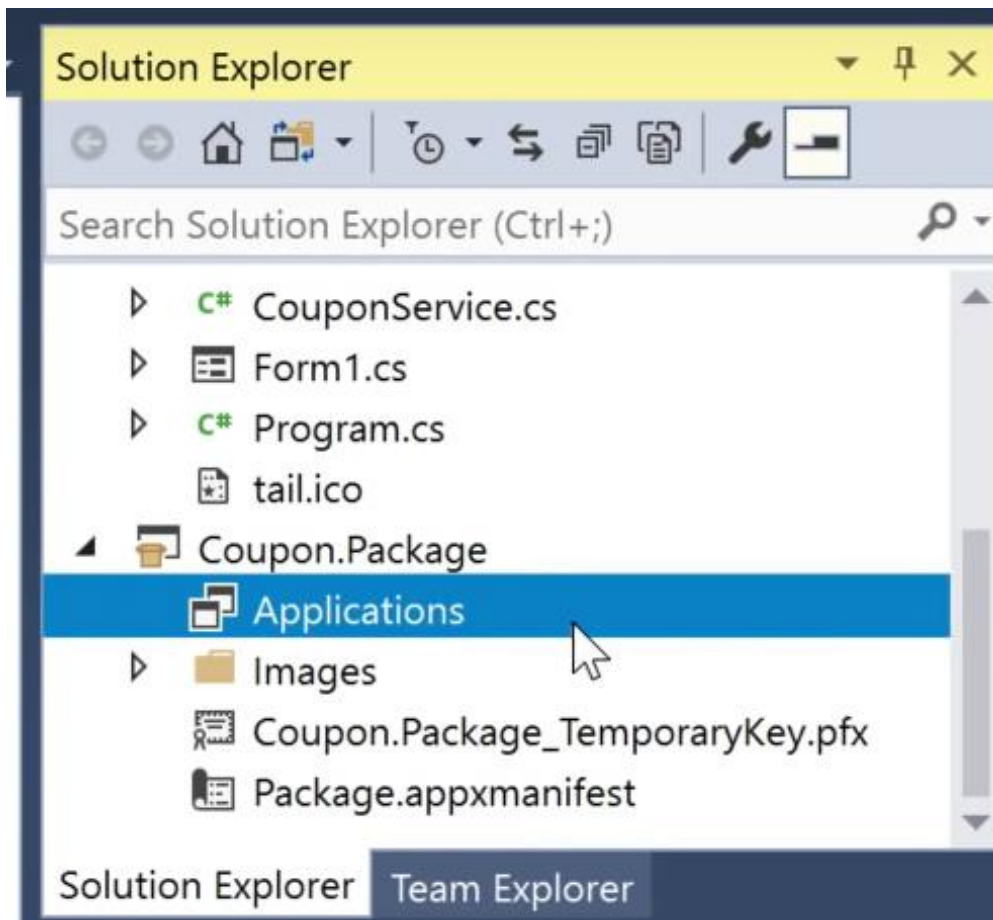 Solution Explorer
Search Solution Explorer (Ctrl+;)
C# CouponService.cs
Form1.cs
C# Program.cs
tail.ico
Coupon.Package
Applications
Images
Coupon.Package_TemporaryKey.pfx
Package.appxmanifest
Solution Explorer Team Explorer